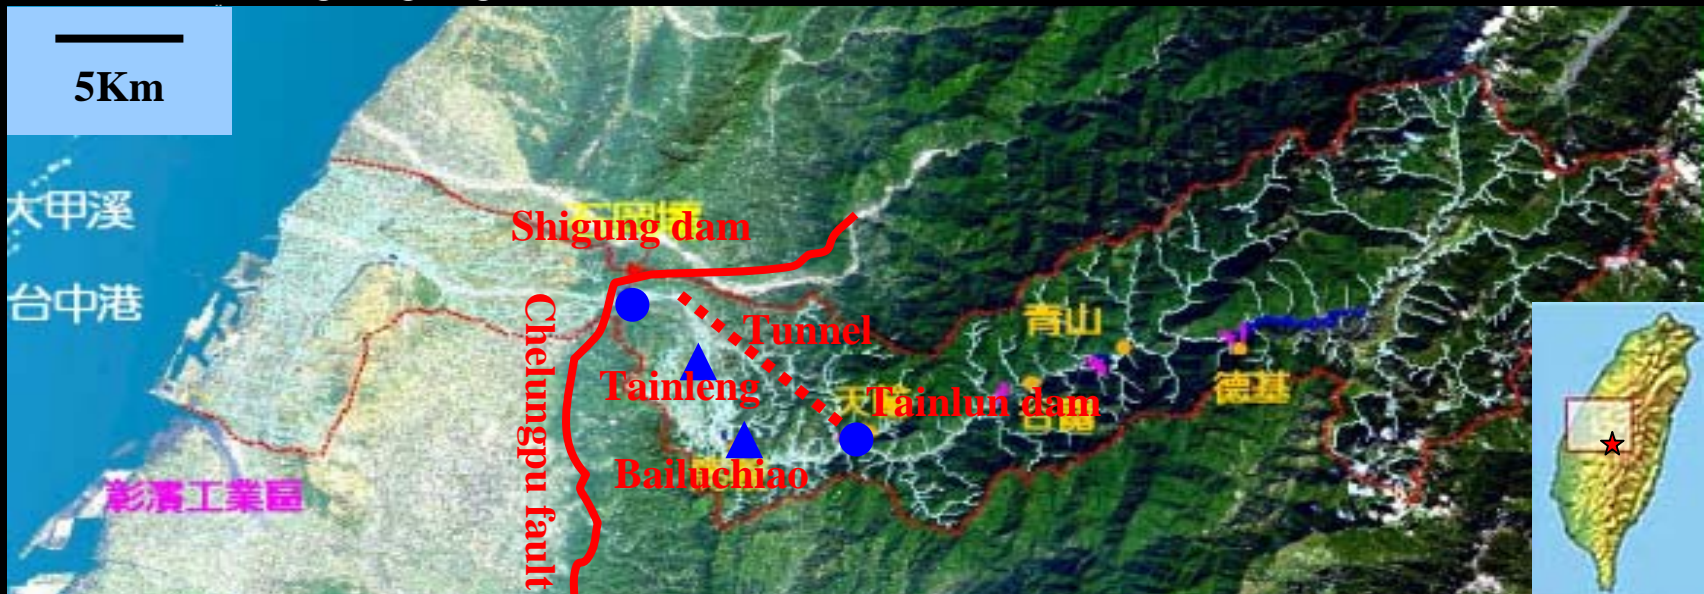 5Km
大甲溪
台中港
Shigung dam
Chelungpu fault
Tunnel
Tainleng
Tainlun dam
Bailuchiao
青山
德基
彰濱工業區